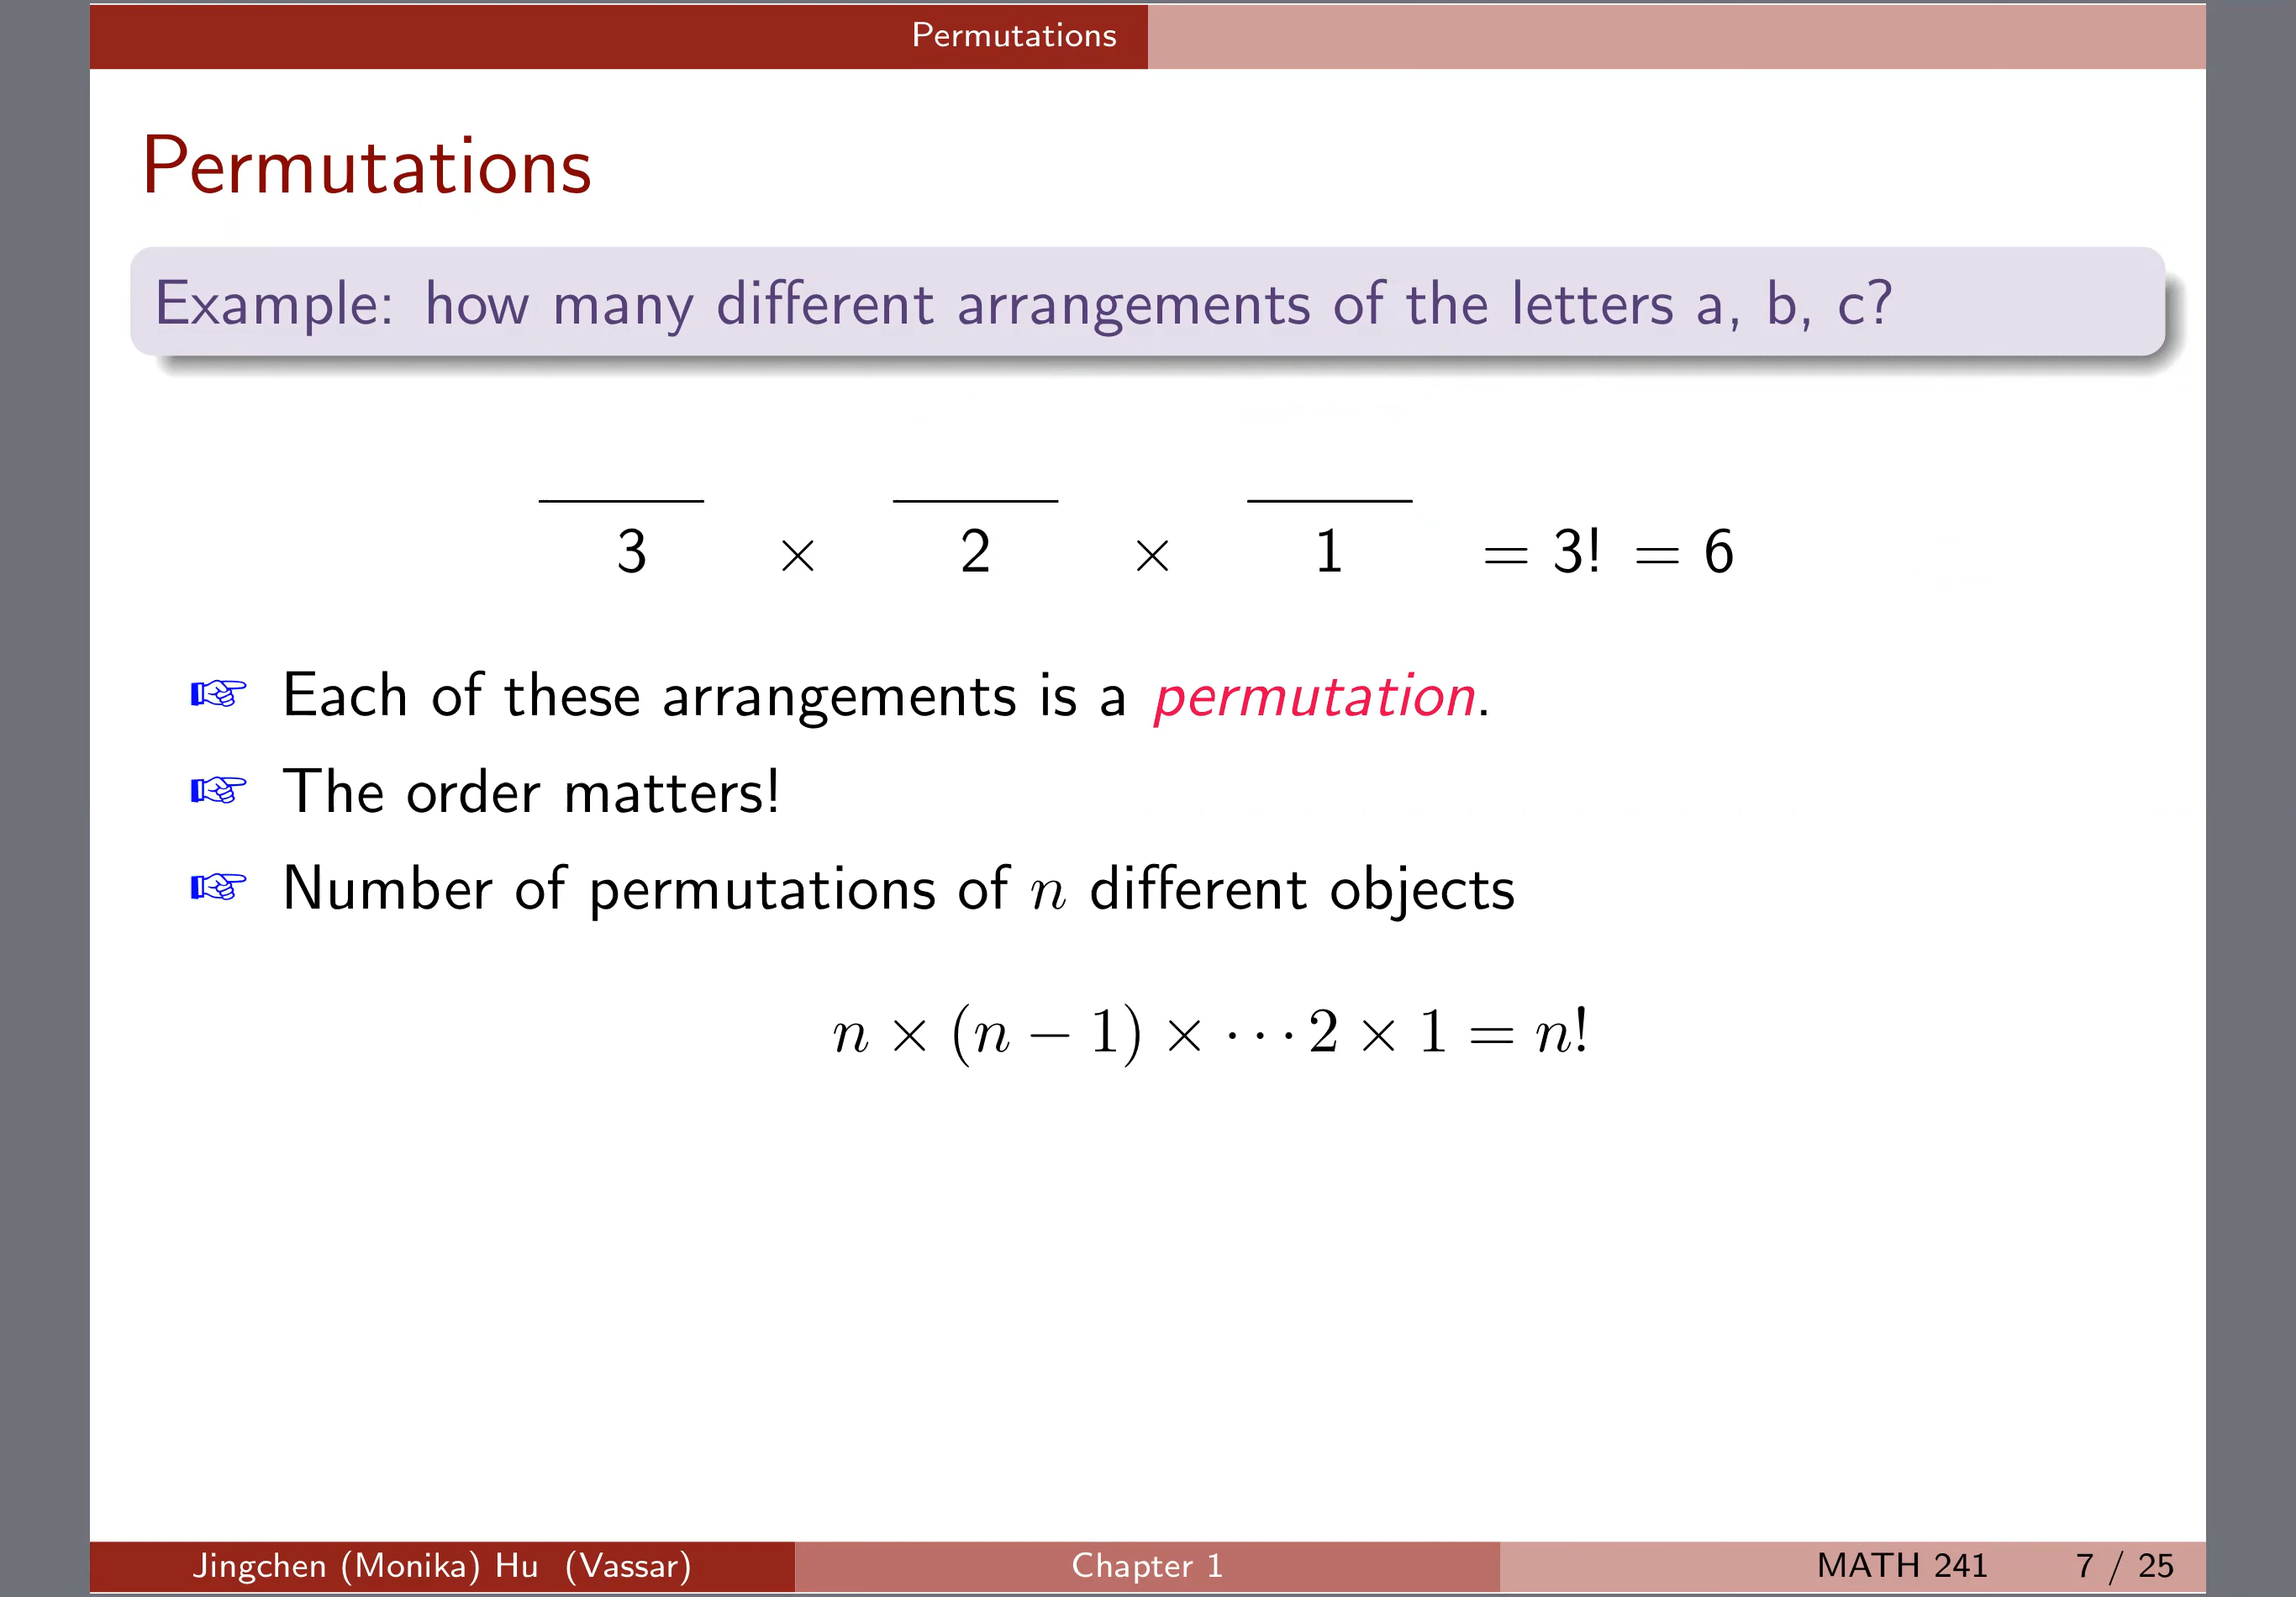 Permutations
Permutations
Example: how many different arrangements of the letters a, b, c?
3 × 2 × 1 = 3! = 6
☞ Each of these arrangements is a permutation.
☞ The order matters!
☞ Number of permutations of n different objects
n × (n − 1) × · · · 2 × 1 = n!
Jingchen (Monika) Hu (Vassar) Chapter 1 MATH 241 7 / 25